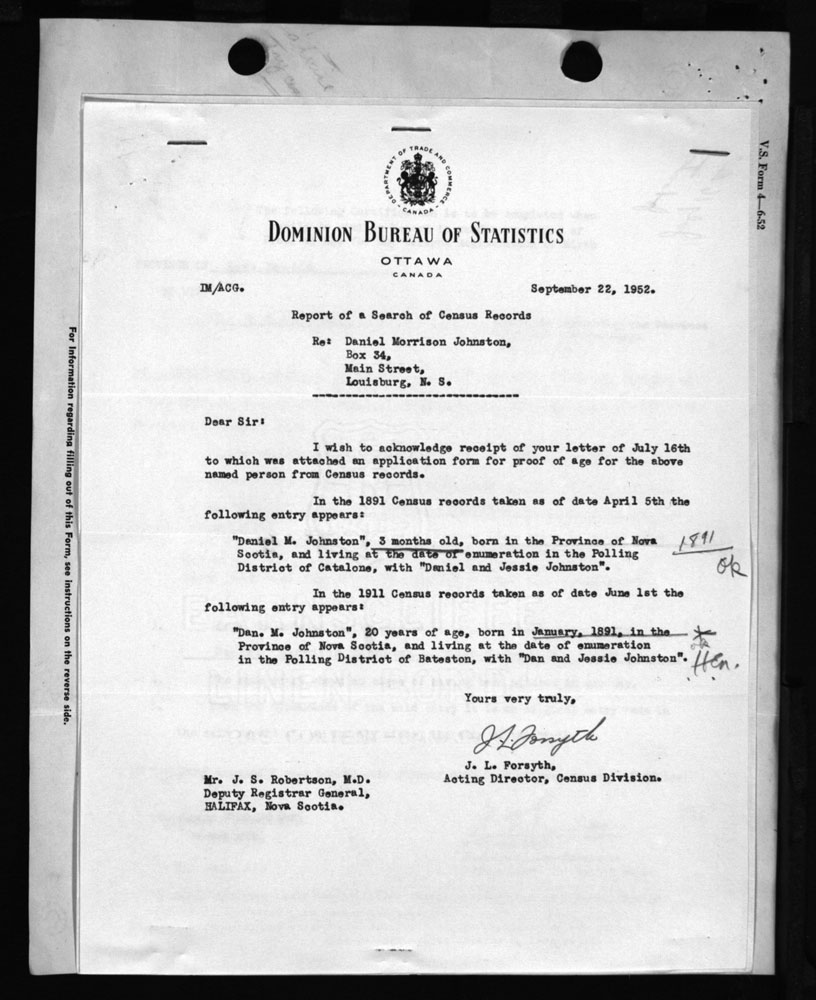 V.S. Form 4—6-52
DEPARTMENT OF TRADE AND COMMERCE
CANADA
DOMINION BUREAU OF STATISTICS
OTTAWA
CANADA
IM/ACG.
September 22, 1952.
Report of a Search of Census Records
Re: Daniel Morrison Johnston,
Box 34,
Main Street,
Louisburg, N. S.
Dear Sir:
I wish to acknowledge receipt of your letter of July 16th
to which was attached an application form for proof of age for the above
named person from Census records.
In the 1891 Census records taken as of date April 5th the
following entry appears:
"Daniel M. Johnston", 3 months old, born in the Province of Nova
Scotia, and living at the date of enumeration in the Polling
District of Catalone, with "Daniel and Jessie Johnston".
1891
OK
In the 1911 Census records taken as of date June 1st the
following entry appears:
"Dan. M. Johnston", 20 years of age, born in January, 1891, in the
Province of Nova Scotia, and living at the date of enumeration
in the Polling District of Bateston, with "Dan and Jessie Johnston".
Yours very truly,
J. L. Forsyth
J. L. Forsyth,
Acting Director, Census Division.
Mr. J. S. Robertson, M.D.
Deputy Registrar General,
HALIFAX, Nova Scotia.
For Information regarding filling out of this Form, see instructions on the reverse side.